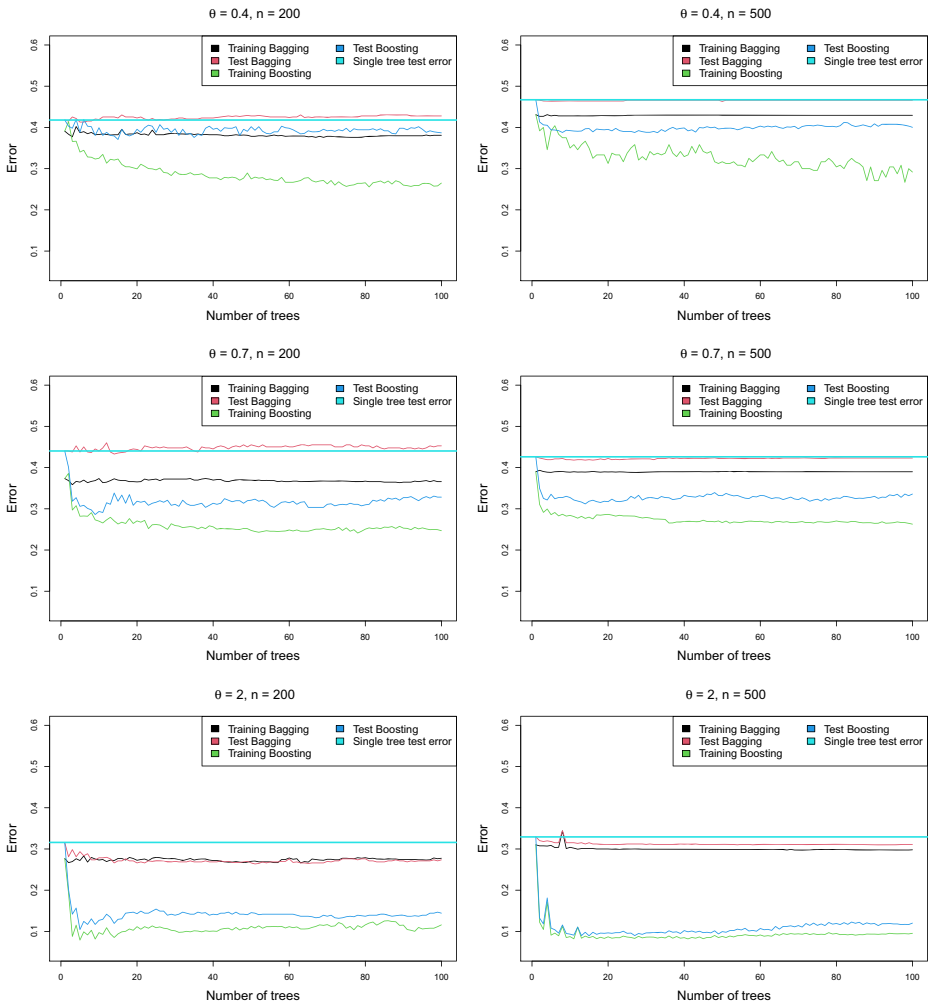 θ = 0.4, n = 200
Training Bagging
Test Bagging
Training Boosting
Test Boosting
Single tree test error
Error
0.6
0.5
0.4
0.3
0.2
0.1
0 20 40 60 80 100
Number of trees
θ = 0.4, n = 500
Training Bagging
Test Bagging
Training Boosting
Test Boosting
Single tree test error
Error
0.6
0.5
0.4
0.3
0.2
0.1
0 20 40 60 80 100
Number of trees
θ = 0.7, n = 200
Training Bagging
Test Bagging
Training Boosting
Test Boosting
Single tree test error
Error
0.6
0.5
0.4
0.3
0.2
0.1
0 20 40 60 80 100
Number of trees
θ = 0.7, n = 500
Training Bagging
Test Bagging
Training Boosting
Test Boosting
Single tree test error
Error
0.6
0.5
0.4
0.3
0.2
0.1
0 20 40 60 80 100
Number of trees
θ = 2, n = 200
Training Bagging
Test Bagging
Training Boosting
Test Boosting
Single tree test error
Error
0.6
0.5
0.4
0.3
0.2
0.1
0 20 40 60 80 100
Number of trees
θ = 2, n = 500
Training Bagging
Test Bagging
Training Boosting
Test Boosting
Single tree test error
Error
0.6
0.5
0.4
0.3
0.2
0.1
0 20 40 60 80 100
Number of trees